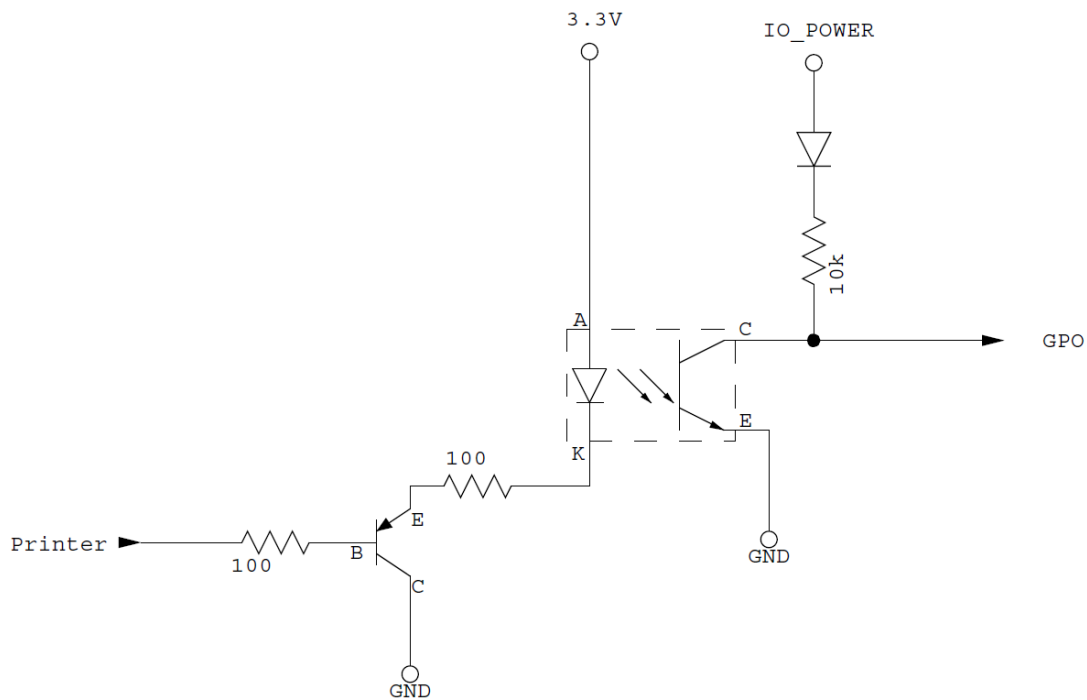 3.3V
IO_POWER
10k
A
C
GPO
E
K
100
E
Printer
B
100
C
GND
GND